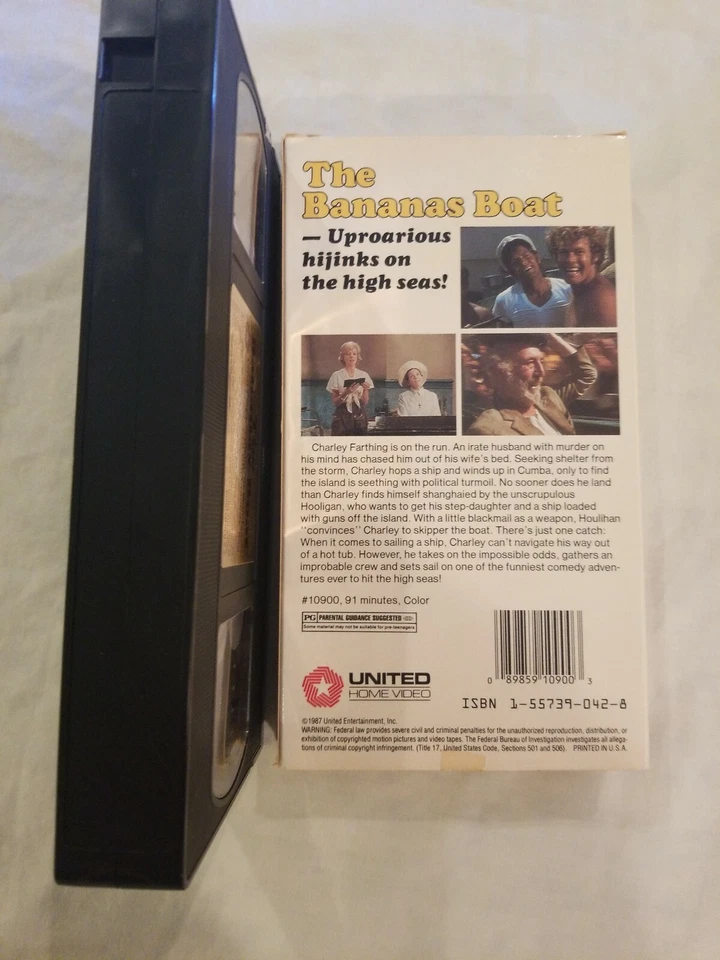 The
Bananas Boat
— Uproarious
hijinks on
the high seas!
Charley Farthing is on the run. An irate husband with murder on
his mind has chased him out of his wife's bed. Seeking shelter from
the storm, Charley hops a ship and winds up in Cumba, only to find
the island is seething with political turmoil. No sooner does he land
than Charley finds himself shanghaied by the unscrupulous
Hooligan, who wants to get his step-daughter and a ship loaded
with guns off the island. With a little blackmail as a weapon, Houlihan
"convinces" Charley to skipper the boat. There's just one catch:
When it comes to sailing a ship, Charley can't navigate his way out
of a hot tub. However, he takes on the impossible odds, gathers an
improbable crew and sets sail on one of the funniest comedy adven-
tures ever to hit the high seas!
#10900, 91 minutes, Color
PG PARENTAL GUIDANCE SUGGESTED
Some material may not be suitable for pre-teenagers
UNITED
HOME VIDEO
0 89859 10900 3
ISBN 1-55739-042-8
©1987 United Entertainment, Inc.
WARNING: Federal law provides severe civil and criminal penalties for the unauthorized reproduction, distribution, or
exhibition of copyrighted motion pictures and video tapes. The Federal Bureau of Investigation investigates all allega-
tions of criminal copyright infringement. (Title 17, United States Code, Sections 501 and 506). PRINTED IN U.S.A.